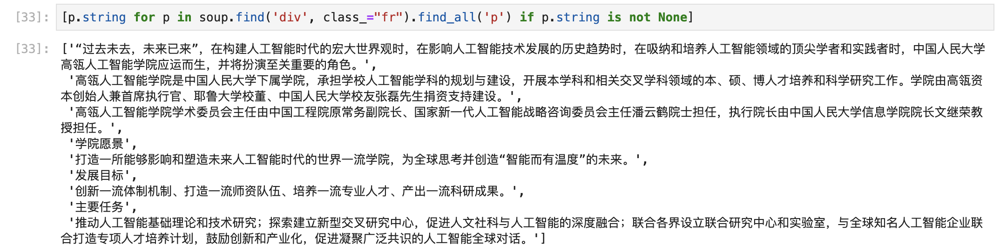 [33]: [p.string for p in soup.find('div', class_="fr").find_all('p') if p.string is not None]
[33]: ['“过去未去，未来已来”，在构建人工智能时代的宏大世界观时，在影响人工智能技术发展的历史趋势时，在吸纳和培养人工智能领域的顶尖学者和实践者时，中国人民大学
高瓴人工智能学院应运而生，并将扮演至关重要的角色。',
'高瓴人工智能学院是中国人民大学下属学院，承担学校人工智能学科的规划与建设，开展本学科和相关交叉学科领域的本、硕、博人才培养和科学研究工作。学院由高瓴资
本创始人兼首席执行官、耶鲁大学校董、中国人民大学校友张磊先生捐资支持建设。',
'高瓴人工智能学院学术委员会主任由中国工程院原常务副院长、国家新一代人工智能战略咨询委员会主任潘云鹤院士担任，执行院长由中国人民大学信息学院院长文继荣教
授担任。',
'学院愿景',
'打造一所能够影响和塑造未来人工智能时代的世界一流学院，为全球思考并创造“智能而有温度”的未来。',
'发展目标',
'创新一流体制机制、打造一流师资队伍、培养一流专业人才、产出一流科研成果。',
'主要任务',
'推动人工智能基础理论和技术研究；探索建立新型交叉研究中心，促进人文社科与人工智能的深度融合；联合各界设立联合研究中心和实验室，与全球知名人工智能企业联
合打造专项人才培养计划，鼓励创新和产业化，促进凝聚广泛共识的人工智能全球对话。']